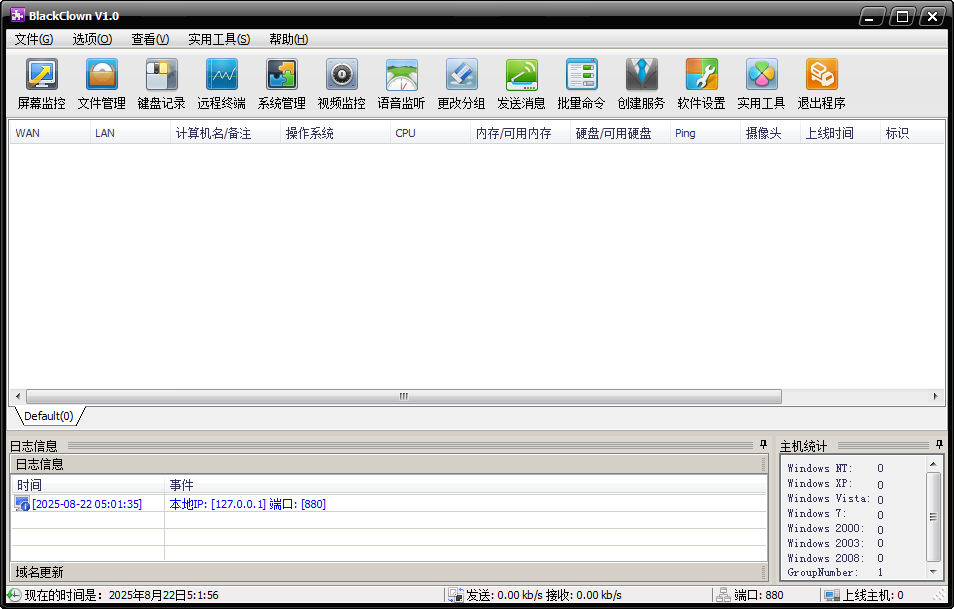 BlackClown V1.0
文件(G) 选项(O) 查看(V) 实用工具(S) 帮助(H)
屏幕监控 文件管理 键盘记录 远程终端 系统管理 视频监控 语音监听 更改分组 发送消息 批量命令 创建服务 软件设置 实用工具 退出程序
WAN LAN 计算机名/备注 操作系统 CPU 内存/可用内存 硬盘/可用硬盘 Ping 摄像头 上线时间 标识
Default(0)
日志信息
日志信息
时间 事件
[2025-08-22 05:01:35] 本地IP: [127.0.0.1] 端口: [880]
域名更新
主机统计
Windows NT: 0
Windows XP: 0
Windows Vista: 0
Windows 7: 0
Windows 2000: 0
Windows 2003: 0
Windows 2008: 0
GroupNumber: 1
现在的时间是： 2025年8月22日5:1:56 发送: 0.00 kb/s 接收: 0.00 kb/s 端口: 880 上线主机: 0